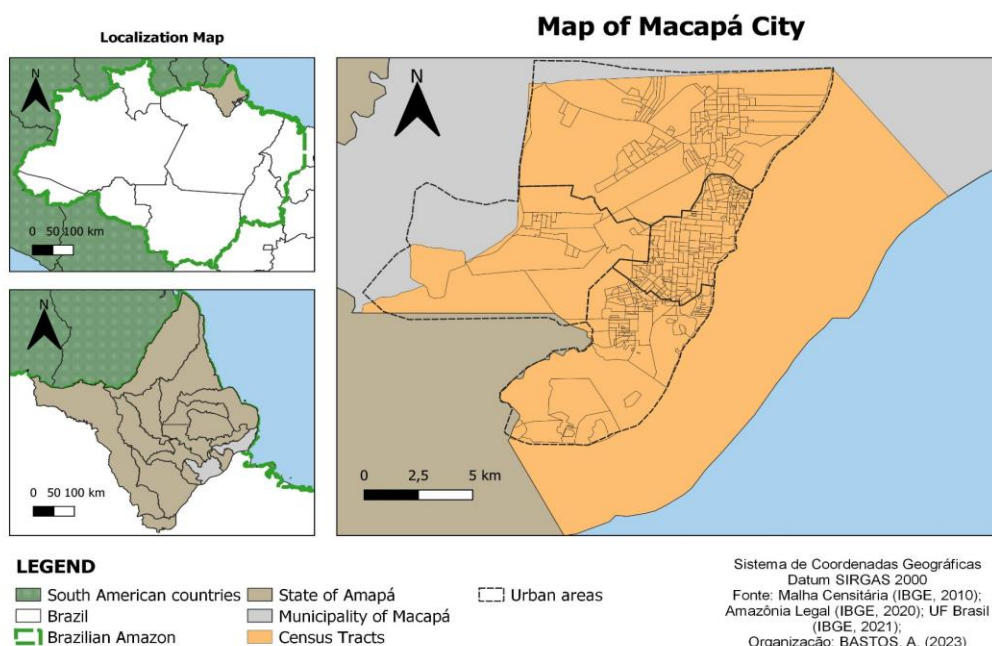 Localization Map
N
0 50 100 km
N
0 50 100 km
Map of Macapá City
N
0 2,5 5 km
LEGEND
South American countries
Brazil
Brazilian Amazon
State of Amapá
Municipality of Macapá
Census Tracts
Urban areas
Sistema de Coordenadas Geográficas
Datum SIRGAS 2000
Fonte: Malha Censitária (IBGE, 2010);
Amazônia Legal (IBGE, 2020); UF Brasil
(IBGE, 2021);
Organização: BASTOS, A. (2023)